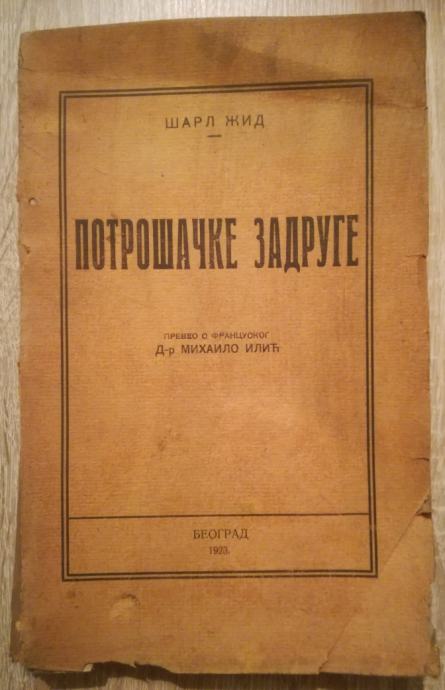 ШАРЛ ЖИД
ПОТРОШАЧКЕ ЗАДРУГЕ
ПРЕВЕО С ФРАНЦУСКОГ
Д-р МИХАИЛО ИЛИЋ
БЕОГРАД
1923.